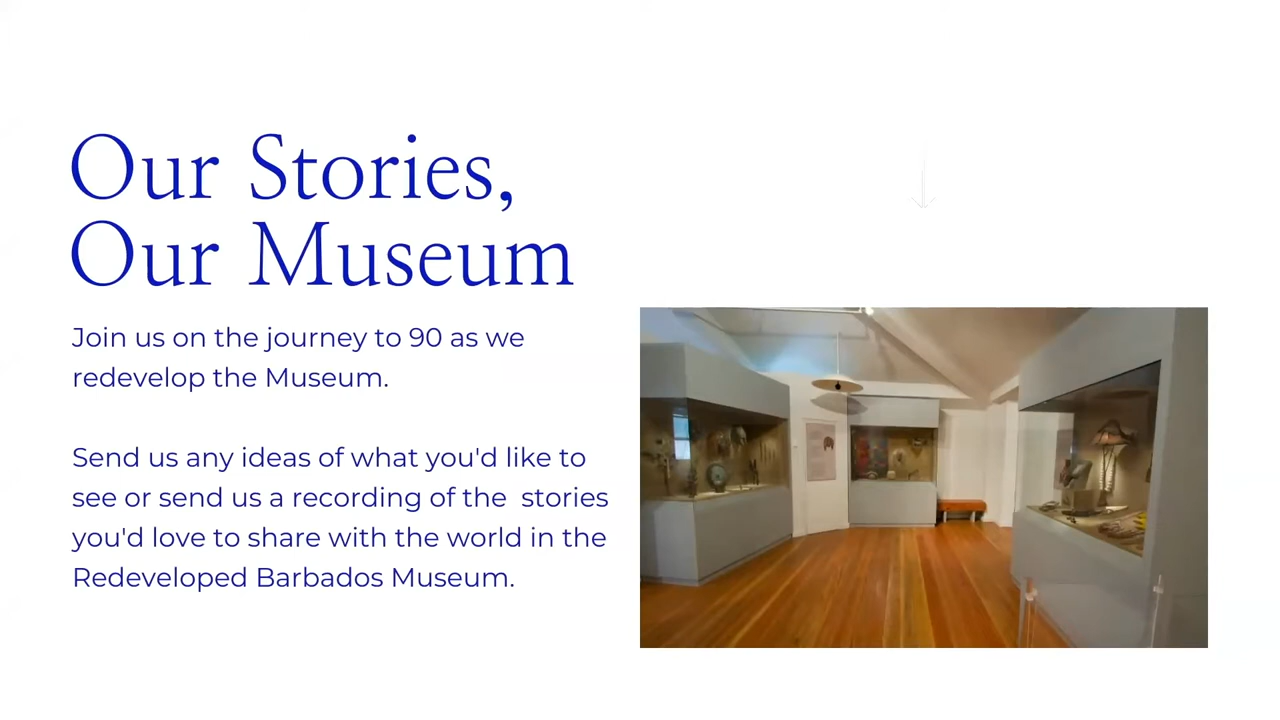 Our Stories,
Our Museum
Join us on the journey to 90 as we
redevelop the Museum.
Send us any ideas of what you'd like to
see or send us a recording of the stories
you'd love to share with the world in the
Redeveloped Barbados Museum.